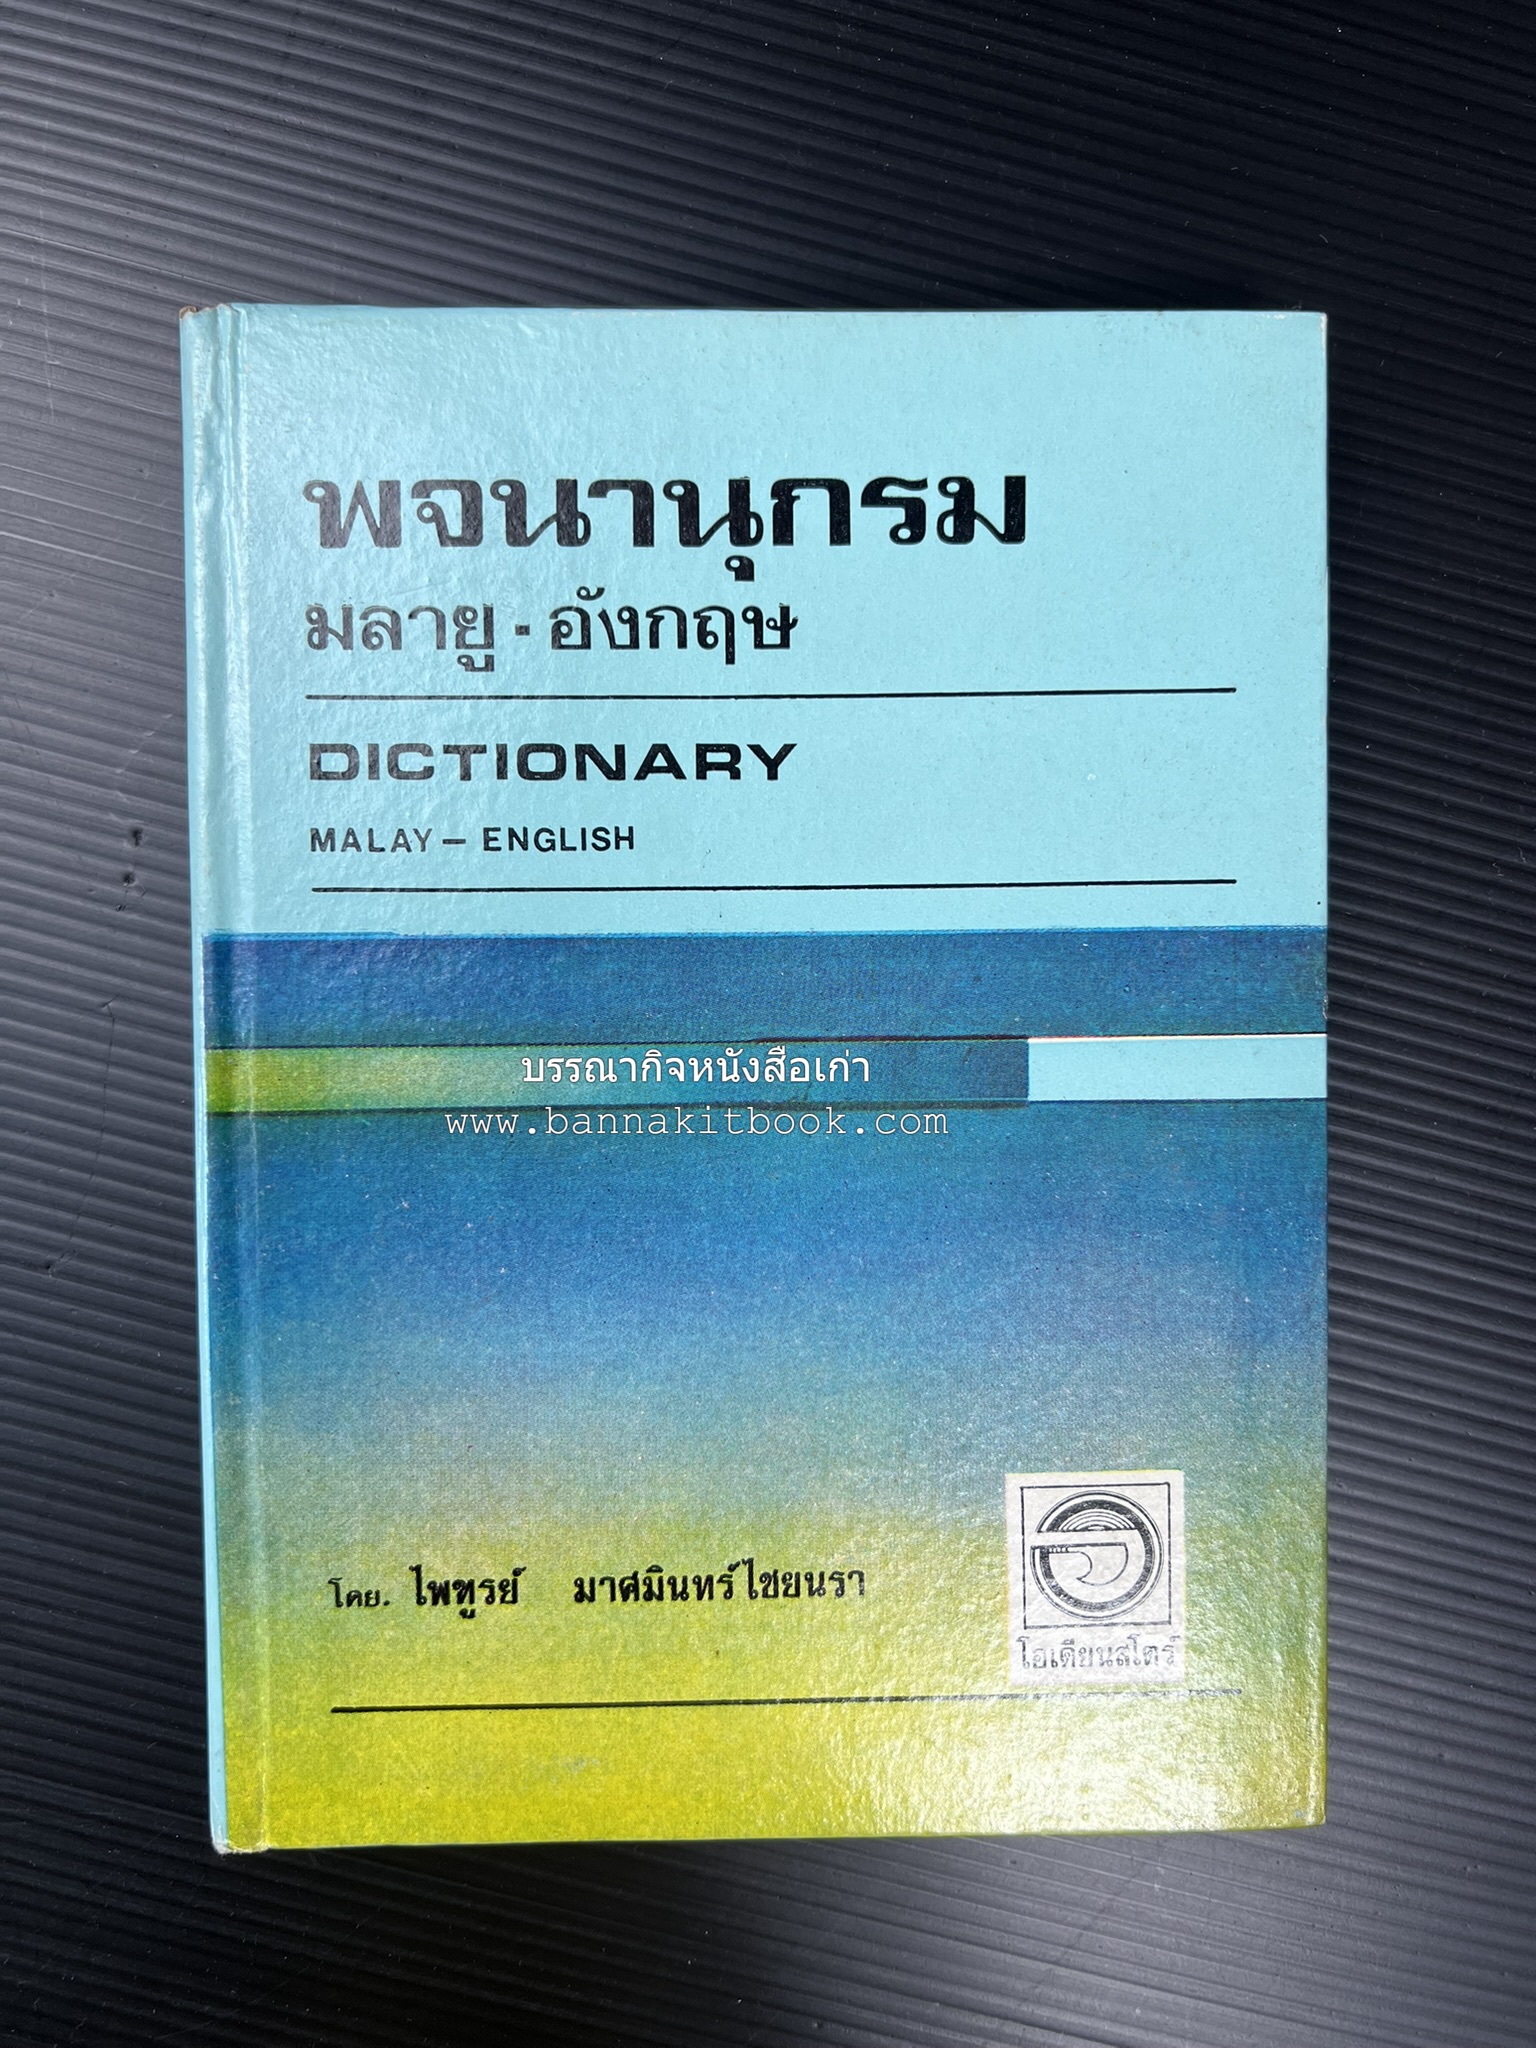 พจนานุกรม
มลายู - อังกฤษ
DICTIONARY
MALAY – ENGLISH
บรรณากิจหนังสือเก่า
www.bannakitbook.com
โดย. ไพฑูรย์ มาศมินทร์ไชยนรา
โอเดียนสโตร์